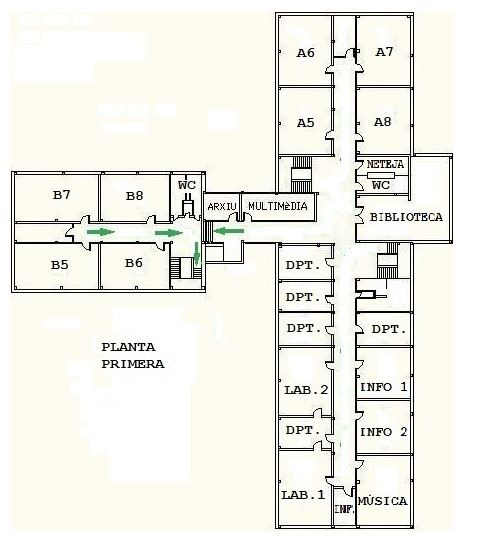 A6
A7
A5
A8
NETEJA
WC
WC
B7
B8
ARXIU
MULTIMèDIA
BIBLIOTECA
B5
B6
DPT.
DPT.
DPT.
DPT.
PLANTA
PRIMERA
LAB.2
INFO 1
DPT.
INFO 2
LAB.1
INF.
MÚSICA